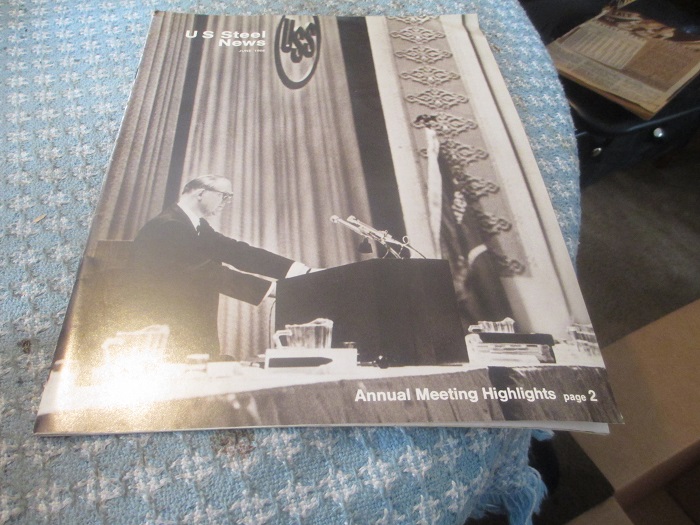 U S Steel
News
USS
Annual Meeting Highlights page 2